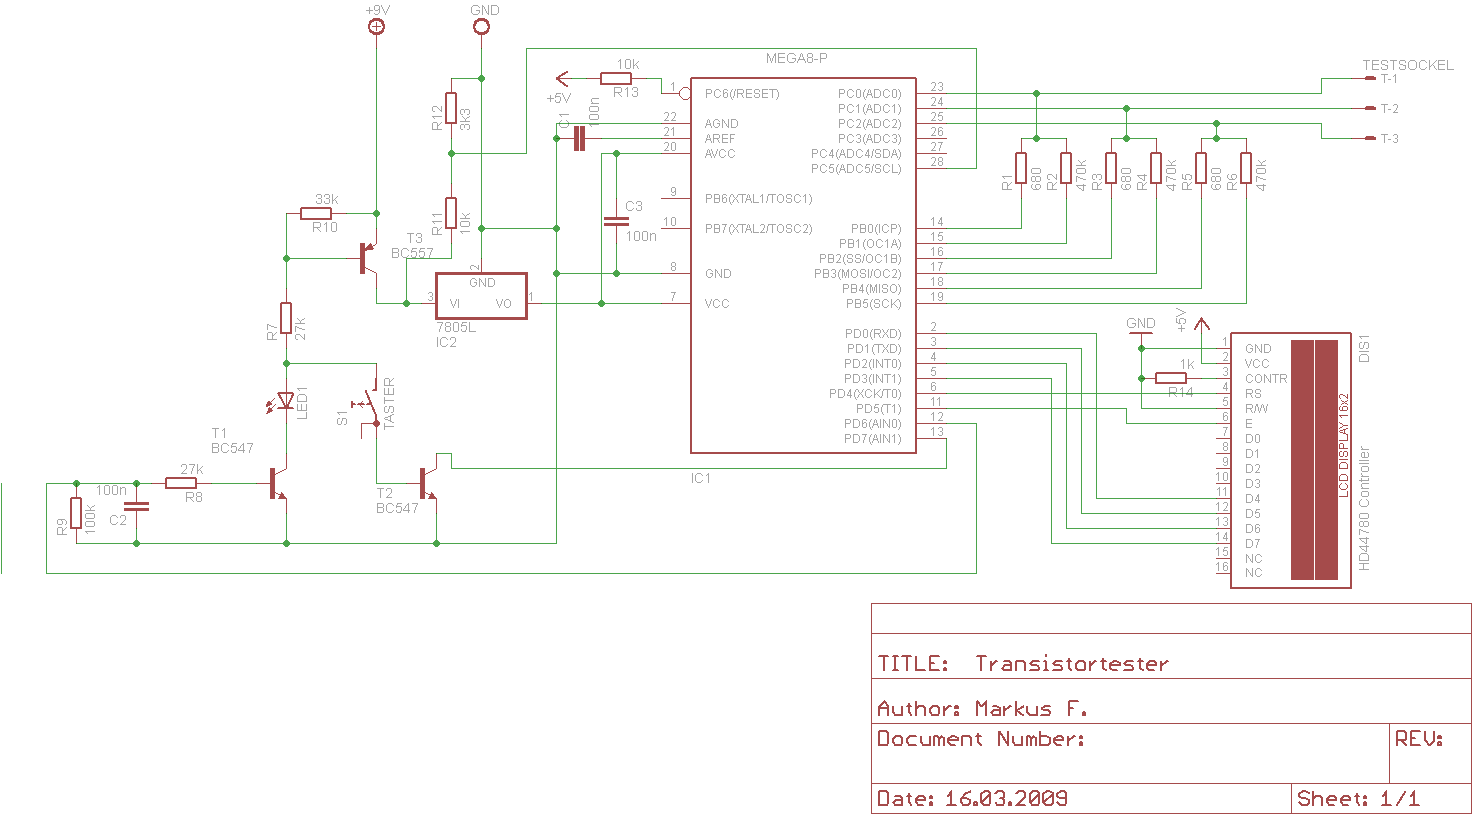 +9V
GND
MEGA8-P
TESTSOCKEL
+5V
10k
R13
C1
100n
R12
3K3
R11
10k
33k
R10
T3
BC557
R7
27k
LED1
S1
TASTER
T1
BC547
27k
R8
100n
C2
R9
100k
T2
BC547
GND
2
3
VI
VO
1
7805L
IC2
C3
100n
1
PC6(/RESET)
22
AGND
21
AREF
20
AVCC
9
PB6(XTAL1/TOSC1)
10
PB7(XTAL2/TOSC2)
8
GND
7
VCC
PC0(ADC0)
23
PC1(ADC1)
24
PC2(ADC2)
25
PC3(ADC3)
26
PC4(ADC4/SDA)
27
PC5(ADC5/SCL)
28
PB0(ICP)
14
PB1(OC1A)
15
PB2(SS/OC1B)
16
PB3(MOSI/OC2)
17
PB4(MISO)
18
PB5(SCK)
19
PD0(RXD)
2
PD1(TXD)
3
PD2(INT0)
4
PD3(INT1)
5
PD4(XCK/T0)
6
PD5(T1)
11
PD6(AIN0)
12
PD7(AIN1)
13
IC1
T-1
T-2
T-3
R1
680
R2
470k
R3
680
R4
470k
R5
680
R6
470k
GND
+5V
1k
R14
DIS1
1
GND
2
VCC
3
CONTR
4
RS
5
R/W
6
E
7
D0
8
D1
9
D2
10
D3
11
D4
12
D5
13
D6
14
D7
15
NC
16
NC
LCD DISPLAY 16x2
HD44780 Controller
TITLE: Transistortester
Author: Markus F.
Document Number:
REV:
Date: 16.03.2009
Sheet: 1/1